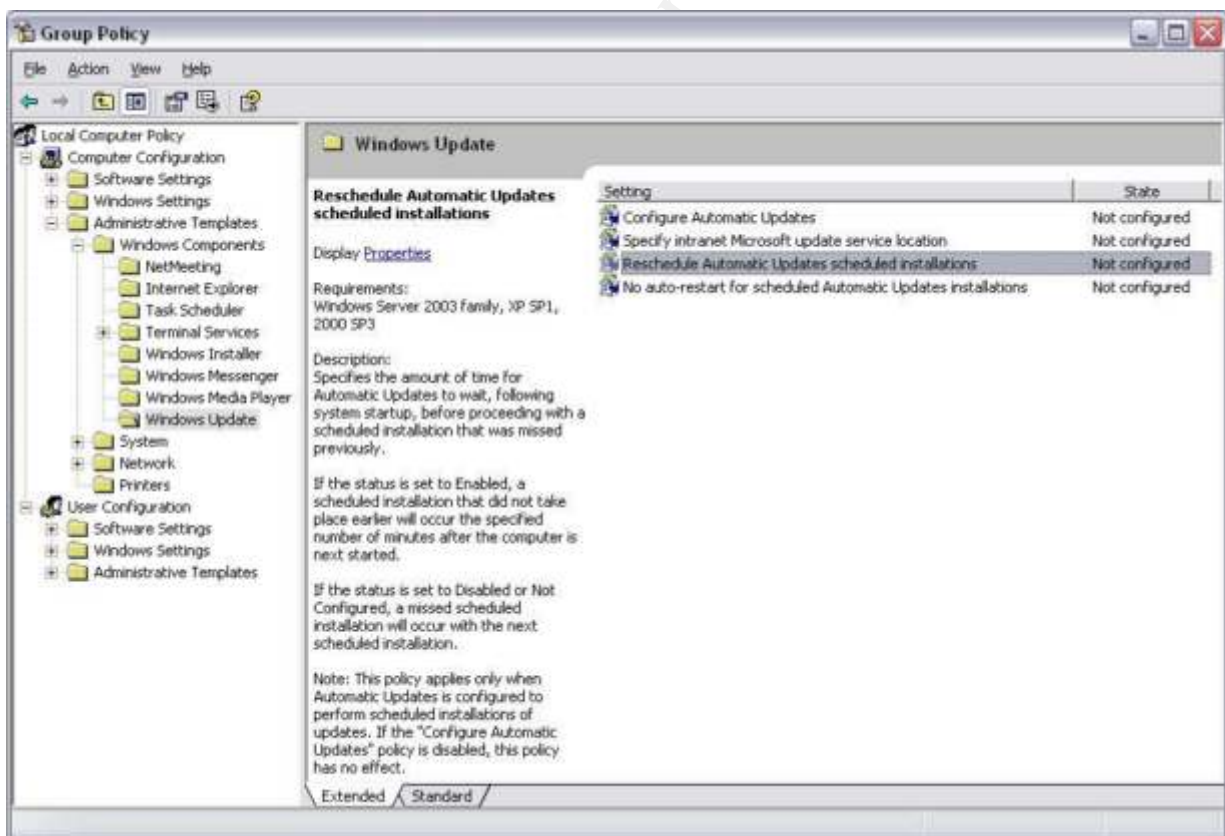 Group Policy
File Action View Help
Local Computer Policy
Computer Configuration
Software Settings
Windows Settings
Administrative Templates
Windows Components
NetMeeting
Internet Explorer
Task Scheduler
Terminal Services
Windows Installer
Windows Messenger
Windows Media Player
Windows Update
System
Network
Printers
User Configuration
Software Settings
Windows Settings
Administrative Templates
Windows Update
Reschedule Automatic Updates
scheduled installations
Display Properties
Requirements:
Windows Server 2003 family, XP SP1,
2000 SP3
Description:
Specifies the amount of time for
Automatic Updates to wait, following
system startup, before proceeding with a
scheduled installation that was missed
previously.
If the status is set to Enabled, a
scheduled installation that did not take
place earlier will occur the specified
number of minutes after the computer is
next started.
If the status is set to Disabled or Not
Configured, a missed scheduled
installation will occur with the next
scheduled installation.
Note: This policy applies only when
Automatic Updates is configured to
perform scheduled installations of
updates. If the "Configure Automatic
Updates" policy is disabled, this policy
has no effect.
Setting State
Configure Automatic Updates Not configured
Specify intranet Microsoft update service location Not configured
Reschedule Automatic Updates scheduled installations Not configured
No auto-restart for scheduled Automatic Updates installations Not configured
Extended Standard